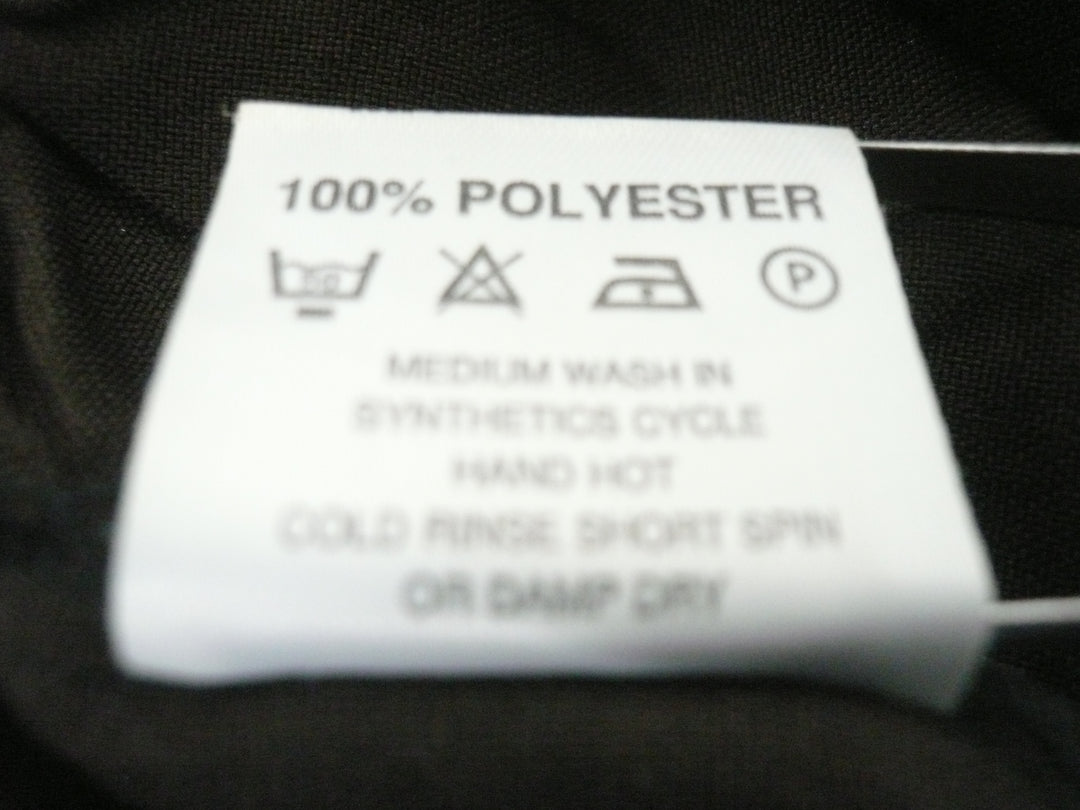 100% POLYESTER
P
MEDIUM WASH IN
SYNTHETICS CYCLE
HAND HOT
COLD RINSE SHORT SPIN
OR DAMP DRY